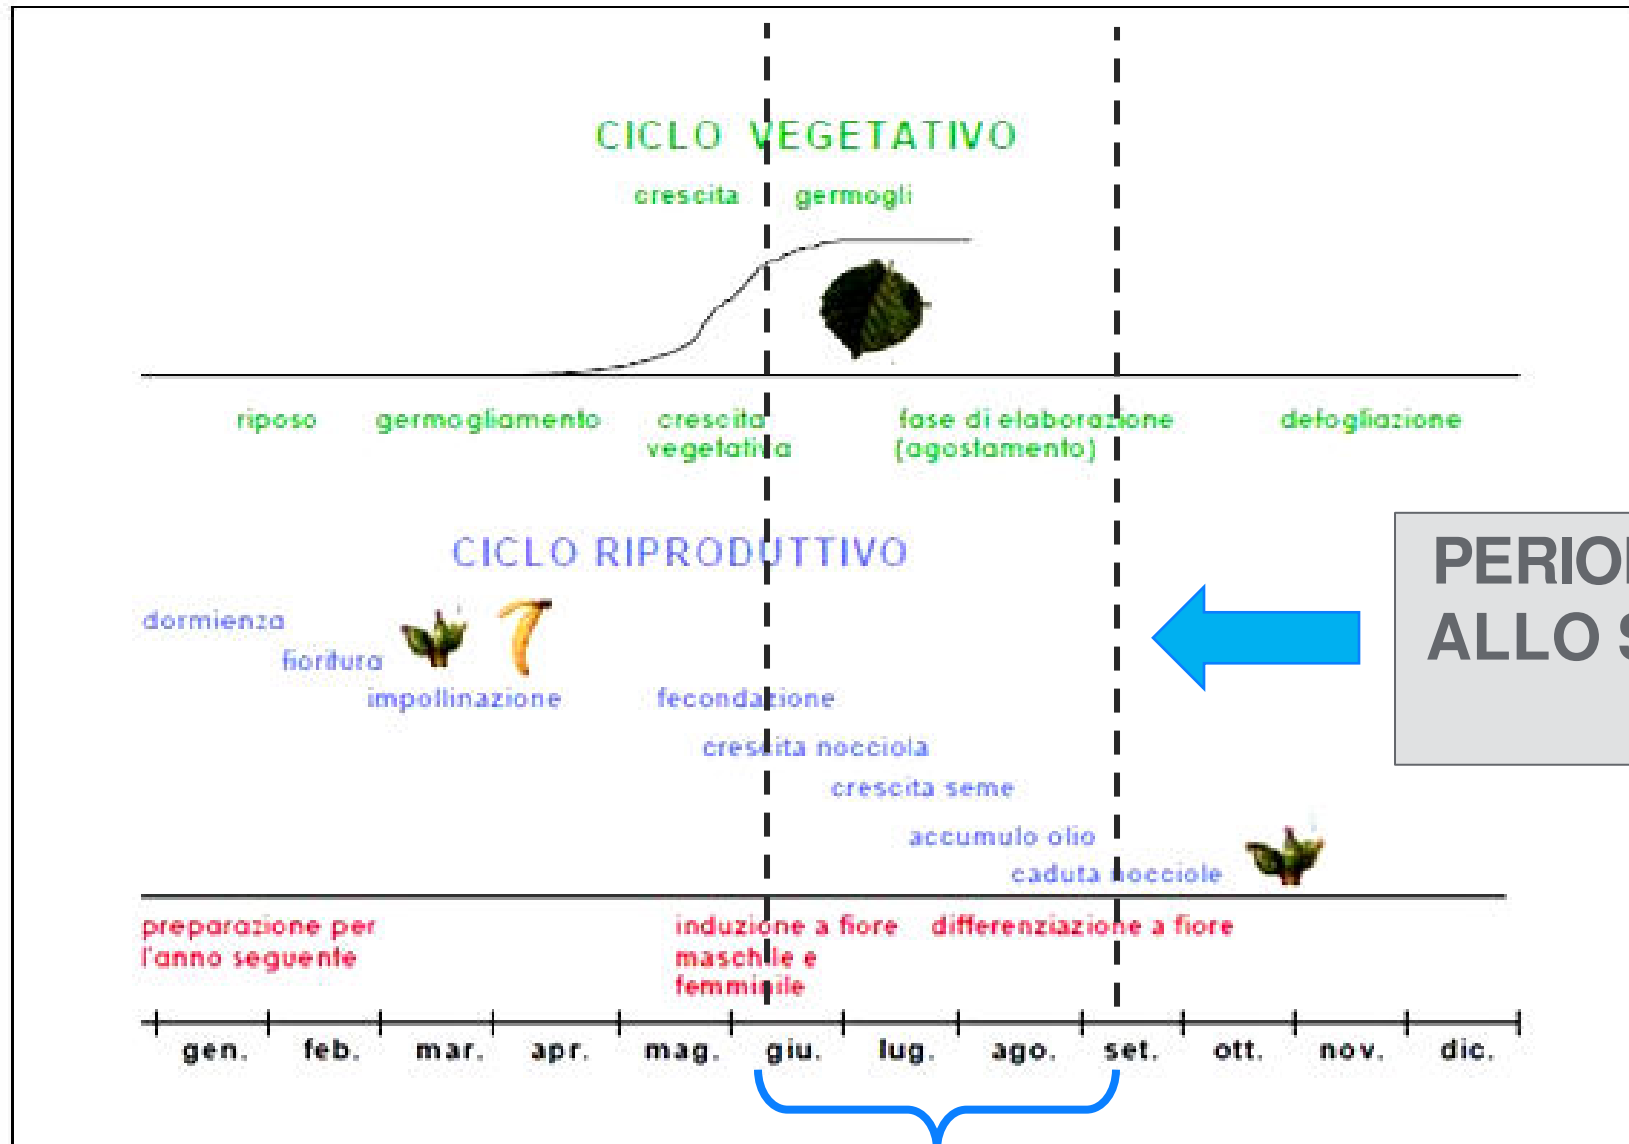 CICLO VEGETATIVO
crescita germogli
riposo germogliamento crescita vegetativa fase di elaborazione (agostamento) defogliazione
CICLO RIPRODUTTIVO
dormienza
fioritura
impollinazione fecondazione
crescita nocciola
crescita seme
accumulo olio
caduta nocciole
ALLO
preparazione per l'anno seguente
induzione a fiore maschile e femminile
differenziazione a fiore
gen. feb. mar. apr. mag. giu. lug. ago. set. ott. nov. dic.